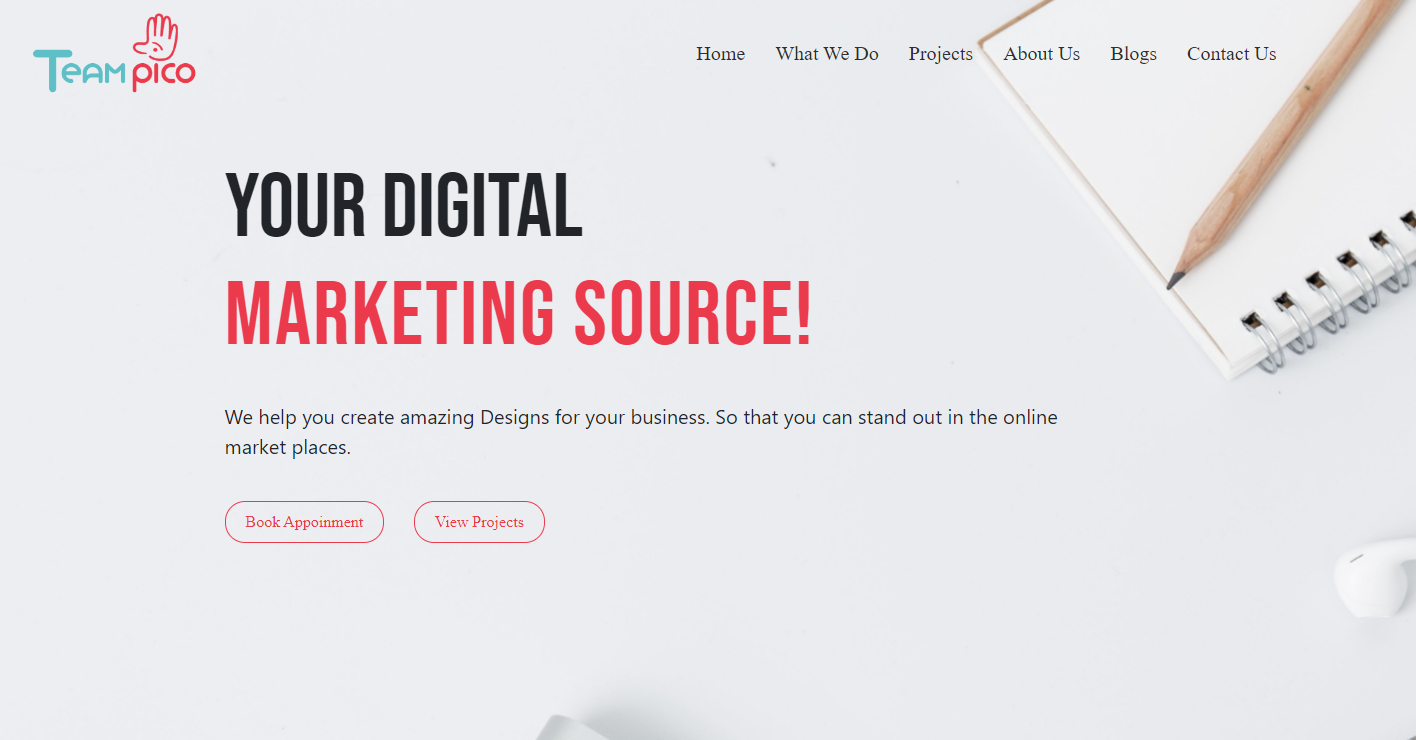 Team pico
Home What We Do Projects About Us Blogs Contact Us
YOUR DIGITAL
MARKETING SOURCE!
We help you create amazing Designs for your business. So that you can stand out in the online
market places.
Book Appoinment View Projects